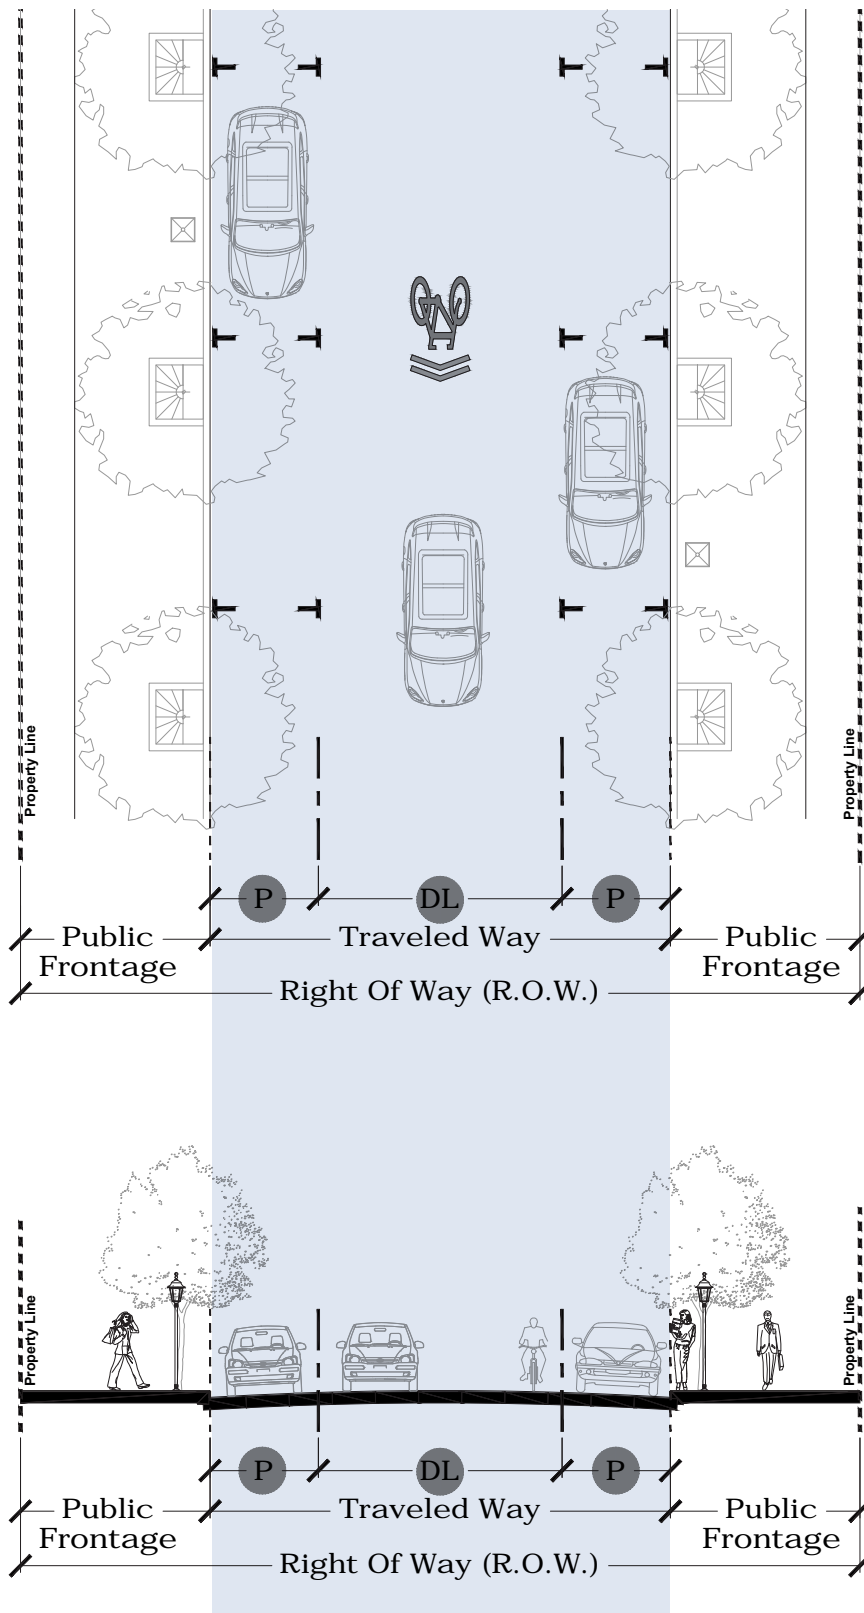 Property Line
Property Line
P
DL
P
Public
Frontage
Traveled Way
Public
Frontage
Right Of Way (R.O.W.)
Property Line
Property Line
P
DL
P
Public
Frontage
Traveled Way
Public
Frontage
Right Of Way (R.O.W.)